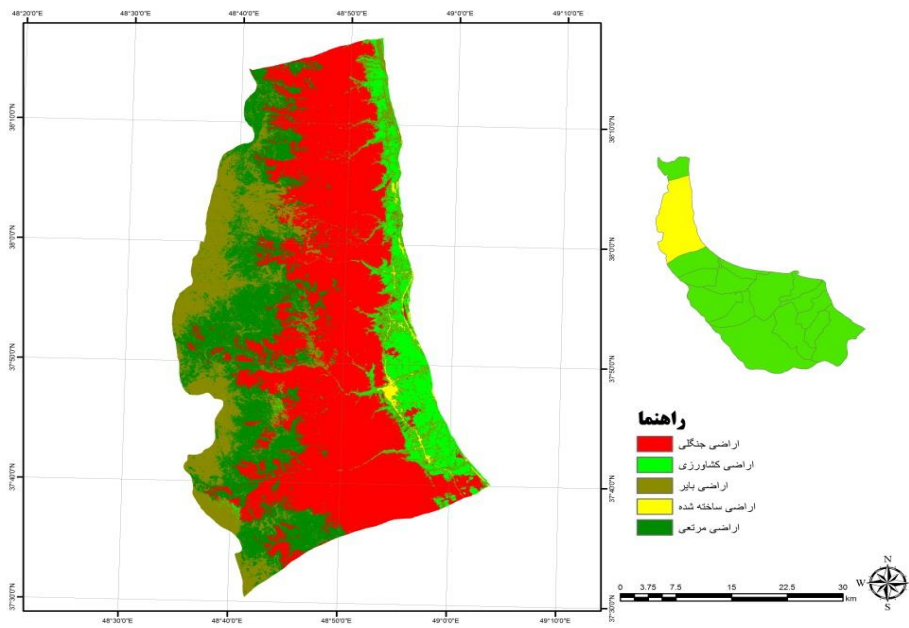 48°20'0"E 48°40'0"E 48°50'0"E 49°0'0"E 49°10'0"E
38°10'0"N 38°10'0"N
38°0'0"N 38°0'0"N
37°50'0"N 37°50'0"N
37°40'0"N 37°40'0"N
37°30'0"N 37°30'0"N
48°30'0"E 48°40'0"E 48°50'0"E 49°0'0"E 49°10'0"E
راهنما
اراضی جنگلی
اراضی کشاورزی
اراضی بایر
اراضی ساخته شده
اراضی مرتعی
N
W E
S
0 3.75 7.5 15 22.5 30
km